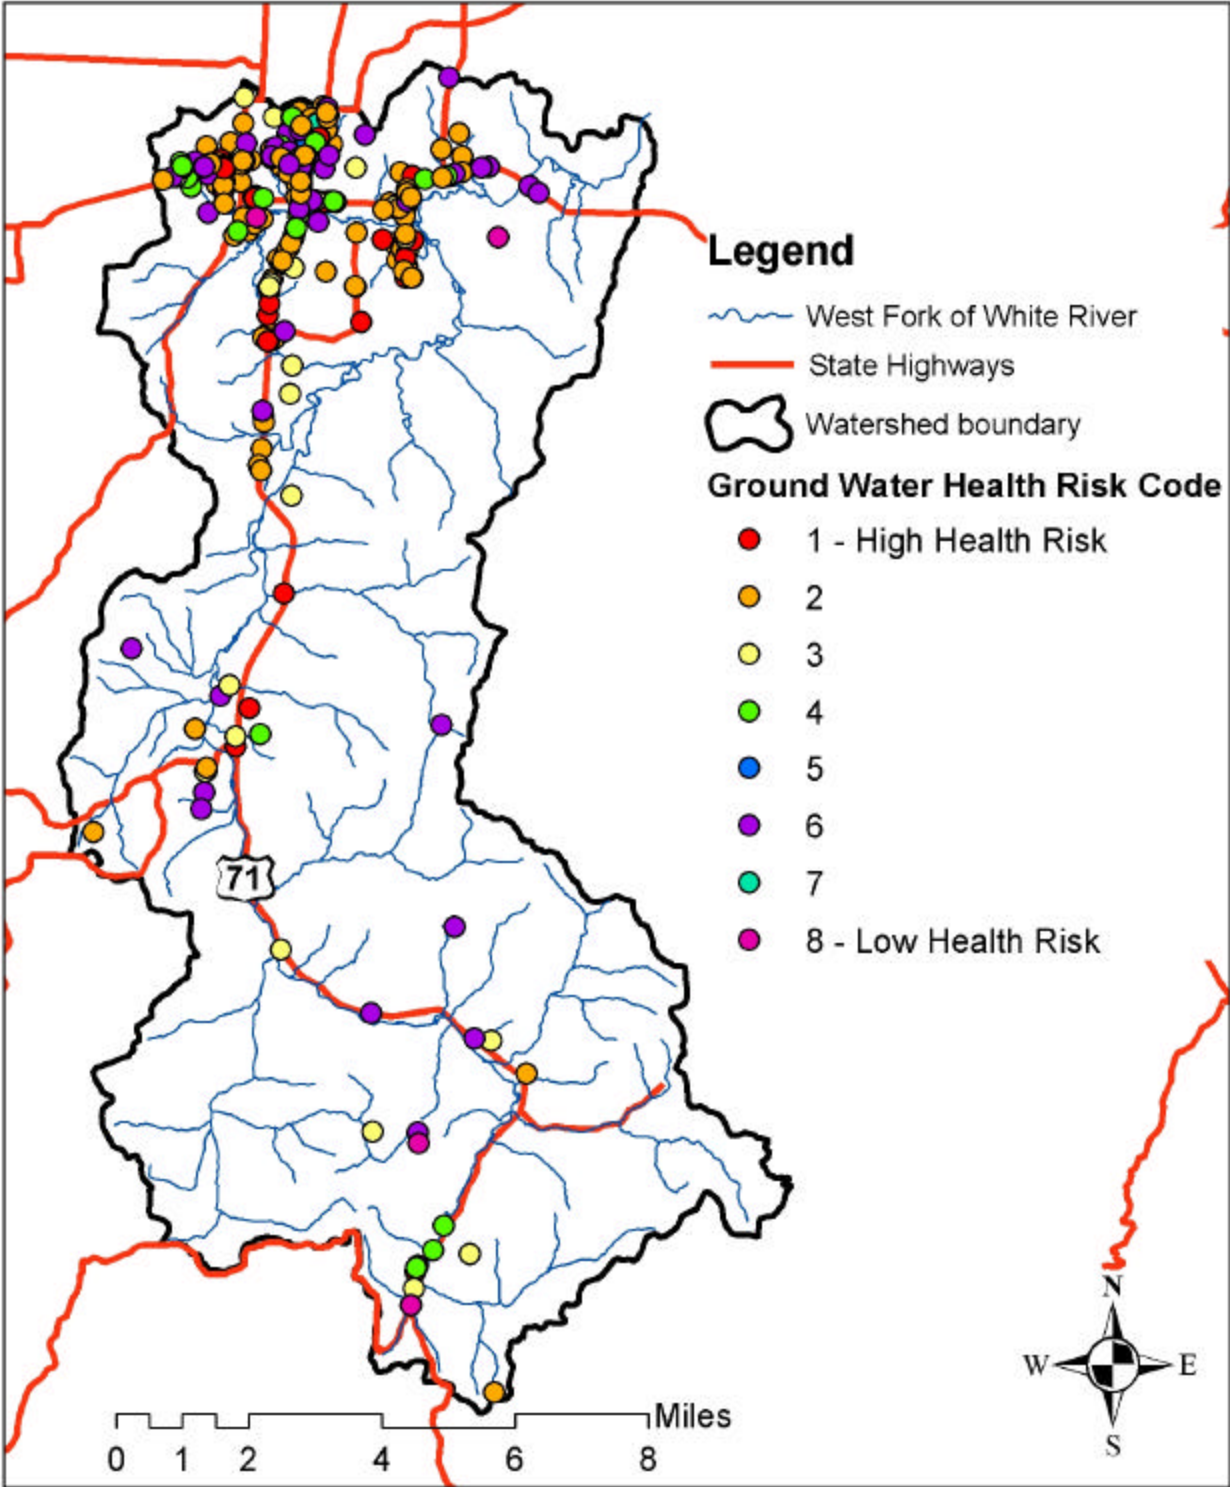 Legend
West Fork of White River
State Highways
Watershed boundary
Ground Water Health Risk Code
1 - High Health Risk
2
3
4
5
6
7
8 - Low Health Risk
71
N
W E
S
Miles
0 1 2 4 6 8